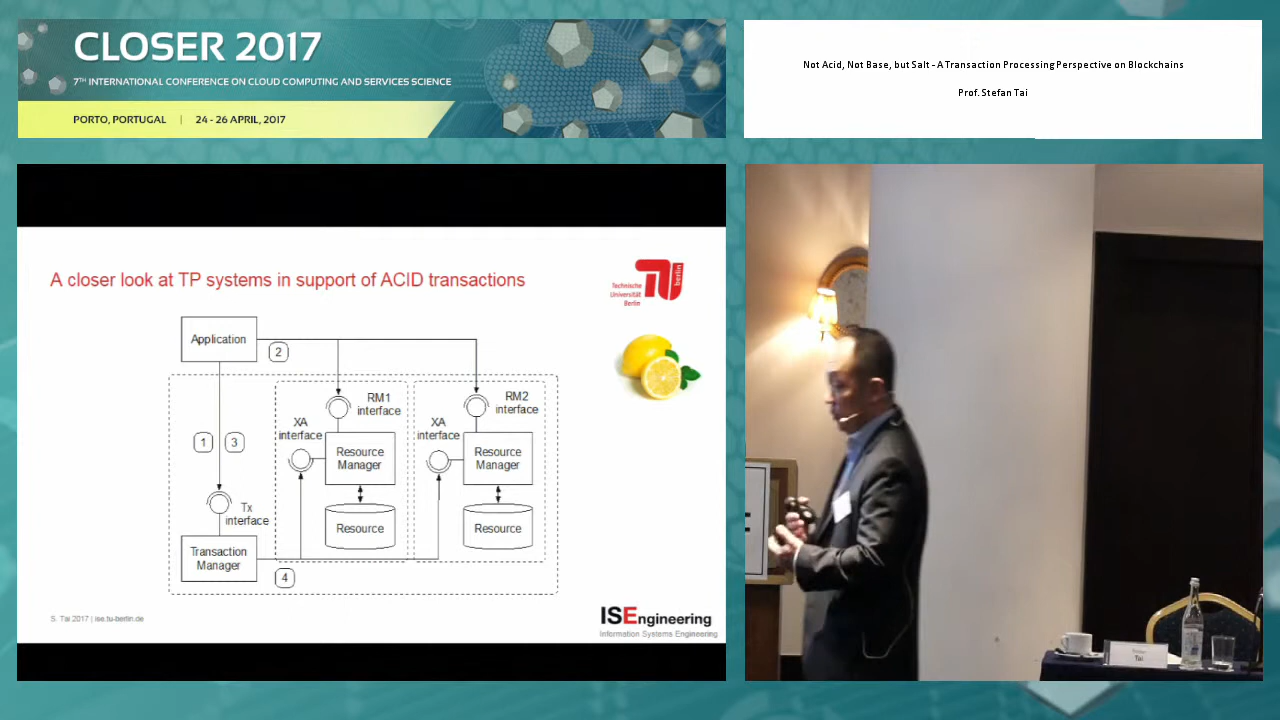 CLOSER 2017
7TH INTERNATIONAL CONFERENCE ON CLOUD COMPUTING AND SERVICES SCIENCE
PORTO, PORTUGAL | 24 - 26 APRIL, 2017
Not Acid, Not Base, but Salt - A Transaction Processing Perspective on Blockchains
Prof. Stefan Tai
A closer look at TP systems in support of ACID transactions
Technische
Universität
Berlin
berlin
Application
2
RM1
interface
RM2
interface
XA
interface
XA
interface
1
3
Resource
Manager
Resource
Manager
Tx
interface
Resource
Resource
Transaction
Manager
4
S. Tai 2017 | ise.tu-berlin.de
ISEngineering
Information Systems Engineering
Tai